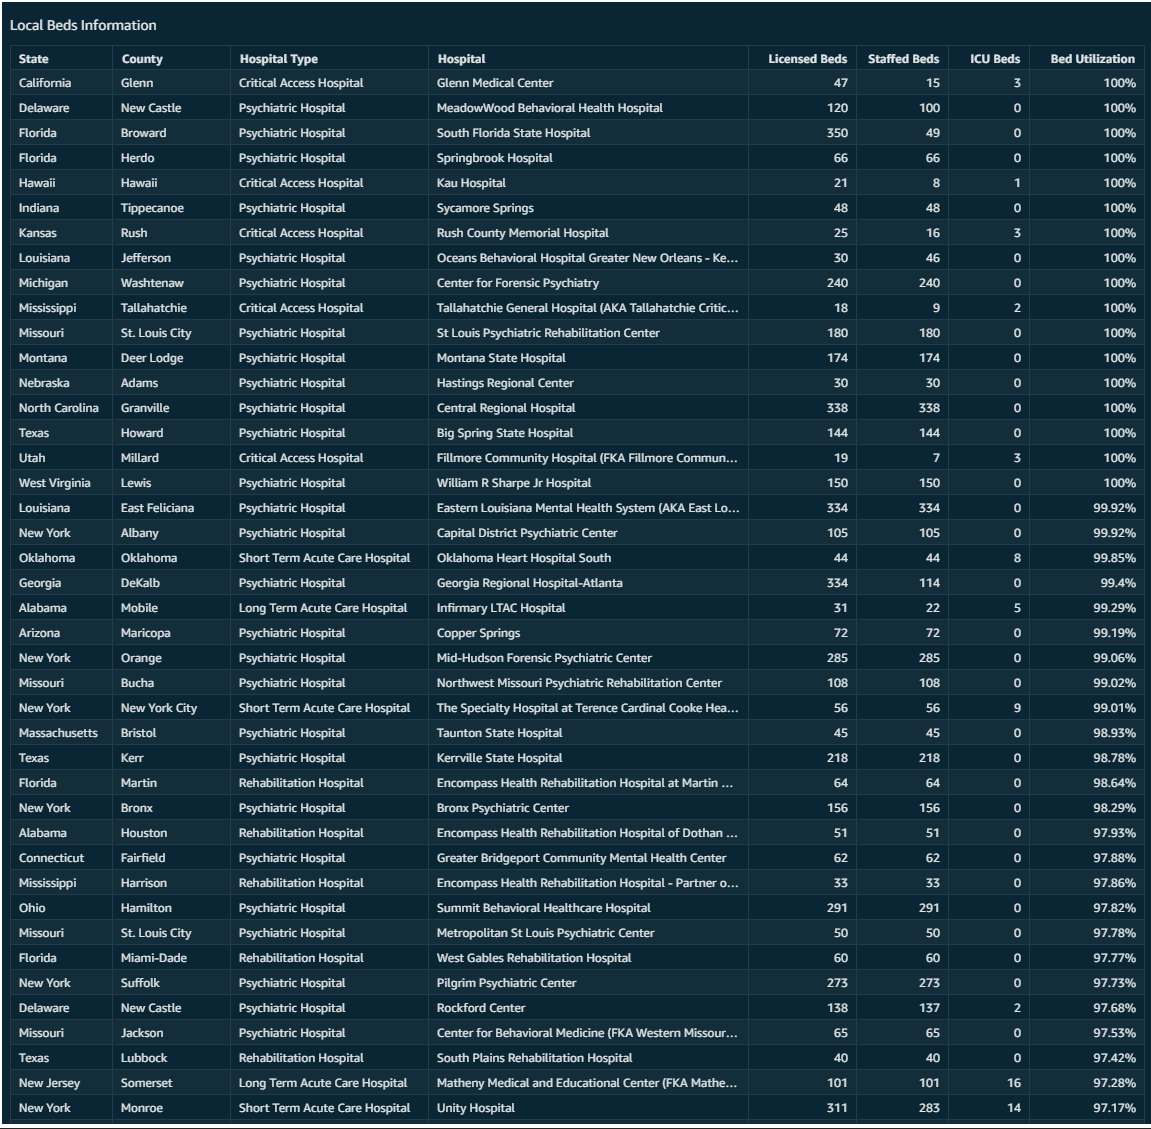 Local Beds Information
State County Hospital Type Hospital Licensed Beds Staffed Beds ICU Beds Bed Utilization
California Glenn Critical Access Hospital Glenn Medical Center 47 15 3 100%
Delaware New Castle Psychiatric Hospital MeadowWood Behavioral Health Hospital 120 100 0 100%
Florida Broward Psychiatric Hospital South Florida State Hospital 350 49 0 100%
Florida Herdo Psychiatric Hospital Springbrook Hospital 66 66 0 100%
Hawaii Hawaii Critical Access Hospital Kau Hospital 21 8 1 100%
Indiana Tippecanoe Psychiatric Hospital Sycamore Springs 48 48 0 100%
Kansas Rush Critical Access Hospital Rush County Memorial Hospital 25 16 3 100%
Louisiana Jefferson Psychiatric Hospital Oceans Behavioral Hospital Greater New Orleans - Ke... 30 46 0 100%
Michigan Washtenaw Psychiatric Hospital Center for Forensic Psychiatry 240 240 0 100%
Mississippi Tallahatchie Critical Access Hospital Tallahatchie General Hospital (AKA Tallahatchie Critic... 18 9 2 100%
Missouri St. Louis City Psychiatric Hospital St Louis Psychiatric Rehabilitation Center 180 180 0 100%
Montana Deer Lodge Psychiatric Hospital Montana State Hospital 174 174 0 100%
Nebraska Adams Psychiatric Hospital Hastings Regional Center 30 30 0 100%
North Carolina Granville Psychiatric Hospital Central Regional Hospital 338 338 0 100%
Texas Howard Psychiatric Hospital Big Spring State Hospital 144 144 0 100%
Utah Millard Critical Access Hospital Fillmore Community Hospital (FKA Fillmore Commun... 19 7 3 100%
West Virginia Lewis Psychiatric Hospital William R Sharpe Jr Hospital 150 150 0 100%
Louisiana East Feliciana Psychiatric Hospital Eastern Louisiana Mental Health System (AKA East Lo... 334 334 0 99.92%
New York Albany Psychiatric Hospital Capital District Psychiatric Center 105 105 0 99.92%
Oklahoma Oklahoma Short Term Acute Care Hospital Oklahoma Heart Hospital South 44 44 8 99.85%
Georgia DeKalb Psychiatric Hospital Georgia Regional Hospital-Atlanta 334 114 0 99.4%
Alabama Mobile Long Term Acute Care Hospital Infirmary LTAC Hospital 31 22 5 99.29%
Arizona Maricopa Psychiatric Hospital Copper Springs 72 72 0 99.19%
New York Orange Psychiatric Hospital Mid-Hudson Forensic Psychiatric Center 285 285 0 99.06%
Missouri Bucha Psychiatric Hospital Northwest Missouri Psychiatric Rehabilitation Center 108 108 0 99.02%
New York New York City Short Term Acute Care Hospital The Specialty Hospital at Terence Cardinal Cooke Hea... 56 56 9 99.01%
Massachusetts Bristol Psychiatric Hospital Taunton State Hospital 45 45 0 98.93%
Texas Kerr Psychiatric Hospital Kerrville State Hospital 218 218 0 98.78%
Florida Martin Rehabilitation Hospital Encompass Health Rehabilitation Hospital at Martin ... 64 64 0 98.64%
New York Bronx Psychiatric Hospital Bronx Psychiatric Center 156 156 0 98.29%
Alabama Houston Rehabilitation Hospital Encompass Health Rehabilitation Hospital of Dothan ... 51 51 0 97.93%
Connecticut Fairfield Psychiatric Hospital Greater Bridgeport Community Mental Health Center 62 62 0 97.88%
Mississippi Harrison Rehabilitation Hospital Encompass Health Rehabilitation Hospital - Partner o... 33 33 0 97.86%
Ohio Hamilton Psychiatric Hospital Summit Behavioral Healthcare Hospital 291 291 0 97.82%
Missouri St. Louis City Psychiatric Hospital Metropolitan St Louis Psychiatric Center 50 50 0 97.78%
Florida Miami-Dade Rehabilitation Hospital West Gables Rehabilitation Hospital 60 60 0 97.77%
New York Suffolk Psychiatric Hospital Pilgrim Psychiatric Center 273 273 0 97.73%
Delaware New Castle Psychiatric Hospital Rockford Center 138 137 2 97.68%
Missouri Jackson Psychiatric Hospital Center for Behavioral Medicine (FKA Western Missour... 65 65 0 97.53%
Texas Lubbock Rehabilitation Hospital South Plains Rehabilitation Hospital 40 40 0 97.42%
New Jersey Somerset Long Term Acute Care Hospital Matheny Medical and Educational Center (FKA Mathe... 101 101 16 97.28%
New York Monroe Short Term Acute Care Hospital Unity Hospital 311 283 14 97.17%